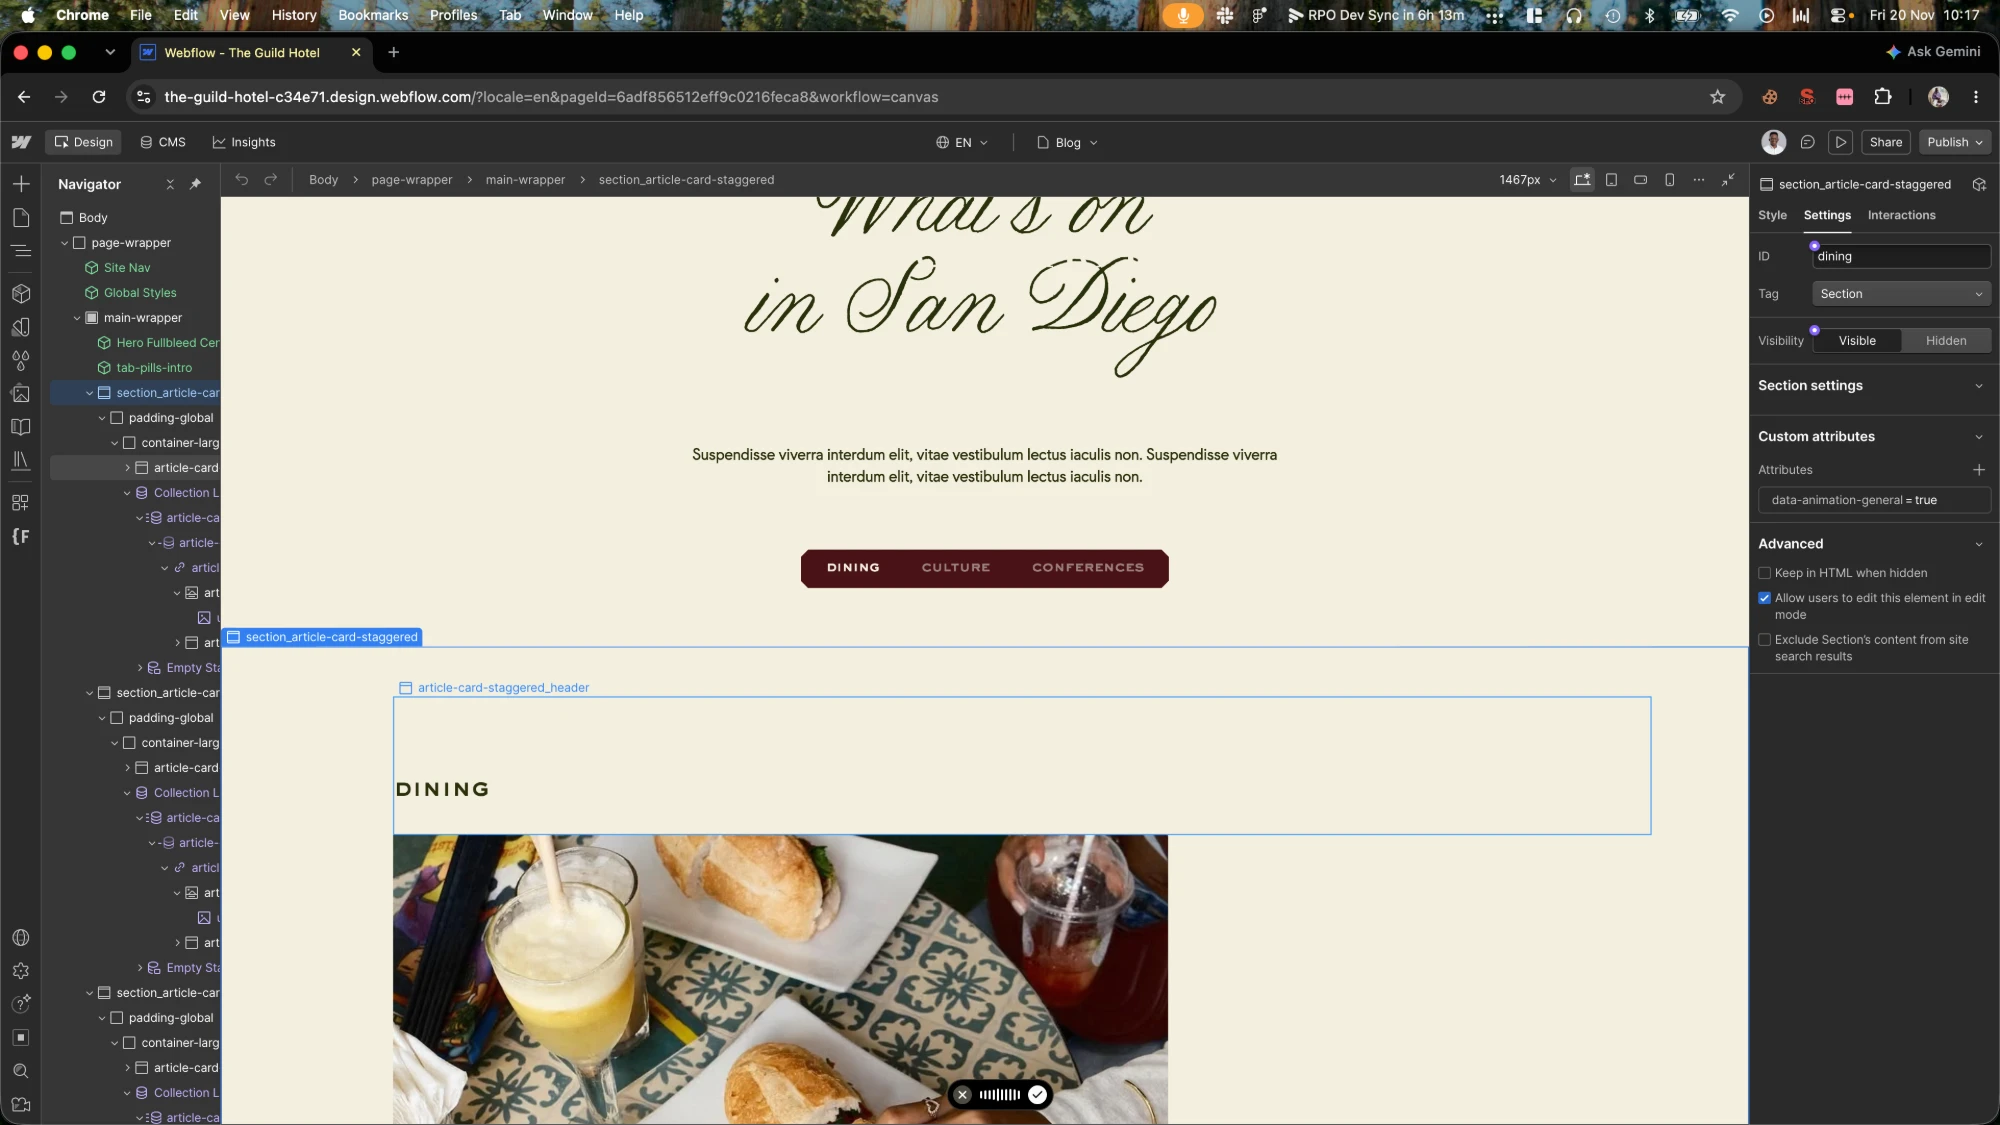 Chrome File Edit View History Bookmarks Profiles Tab Window Help
RPO Dev Sync in 6h 13m
Fri 20 Nov 10:17
Webflow - The Guild Hotel
Ask Gemini
the-guild-hotel-c34e71.design.webflow.com/?locale=en&pageId=6adf856512eff9c0216feca8&workflow=canvas
Design
CMS
Insights
EN
Blog
Share
Publish
Navigator
Body
page-wrapper
Site Nav
Global Styles
main-wrapper
Hero Fullbleed Cer
tab-pills-intro
section_article-car
padding-global
container-larg
article-card
Collection L
article-ca
article-
articl
art
Empty Sta
section_article-car
padding-global
container-larg
article-card
Collection L
article-ca
article-
articl
art
art
Empty Sta
section_article-car
padding-global
container-larg
article-card
Collection L
article-ca
Body > page-wrapper > main-wrapper > section_article-card-staggered
1467px
What's on
in San Diego
Suspendisse viverra interdum elit, vitae vestibulum lectus iaculis non. Suspendisse viverra
interdum elit, vitae vestibulum lectus iaculis non.
DINING CULTURE CONFERENCES
section_article-card-staggered
article-card-staggered_header
DINING
section_article-card-staggered
Style
Settings
Interactions
ID
dining
Tag
Section
Visibility
Visible
Hidden
Section settings
Custom attributes
Attributes
data-animation-general = true
Advanced
Keep in HTML when hidden
Allow users to edit this element in edit
mode
Exclude Section's content from site
search results